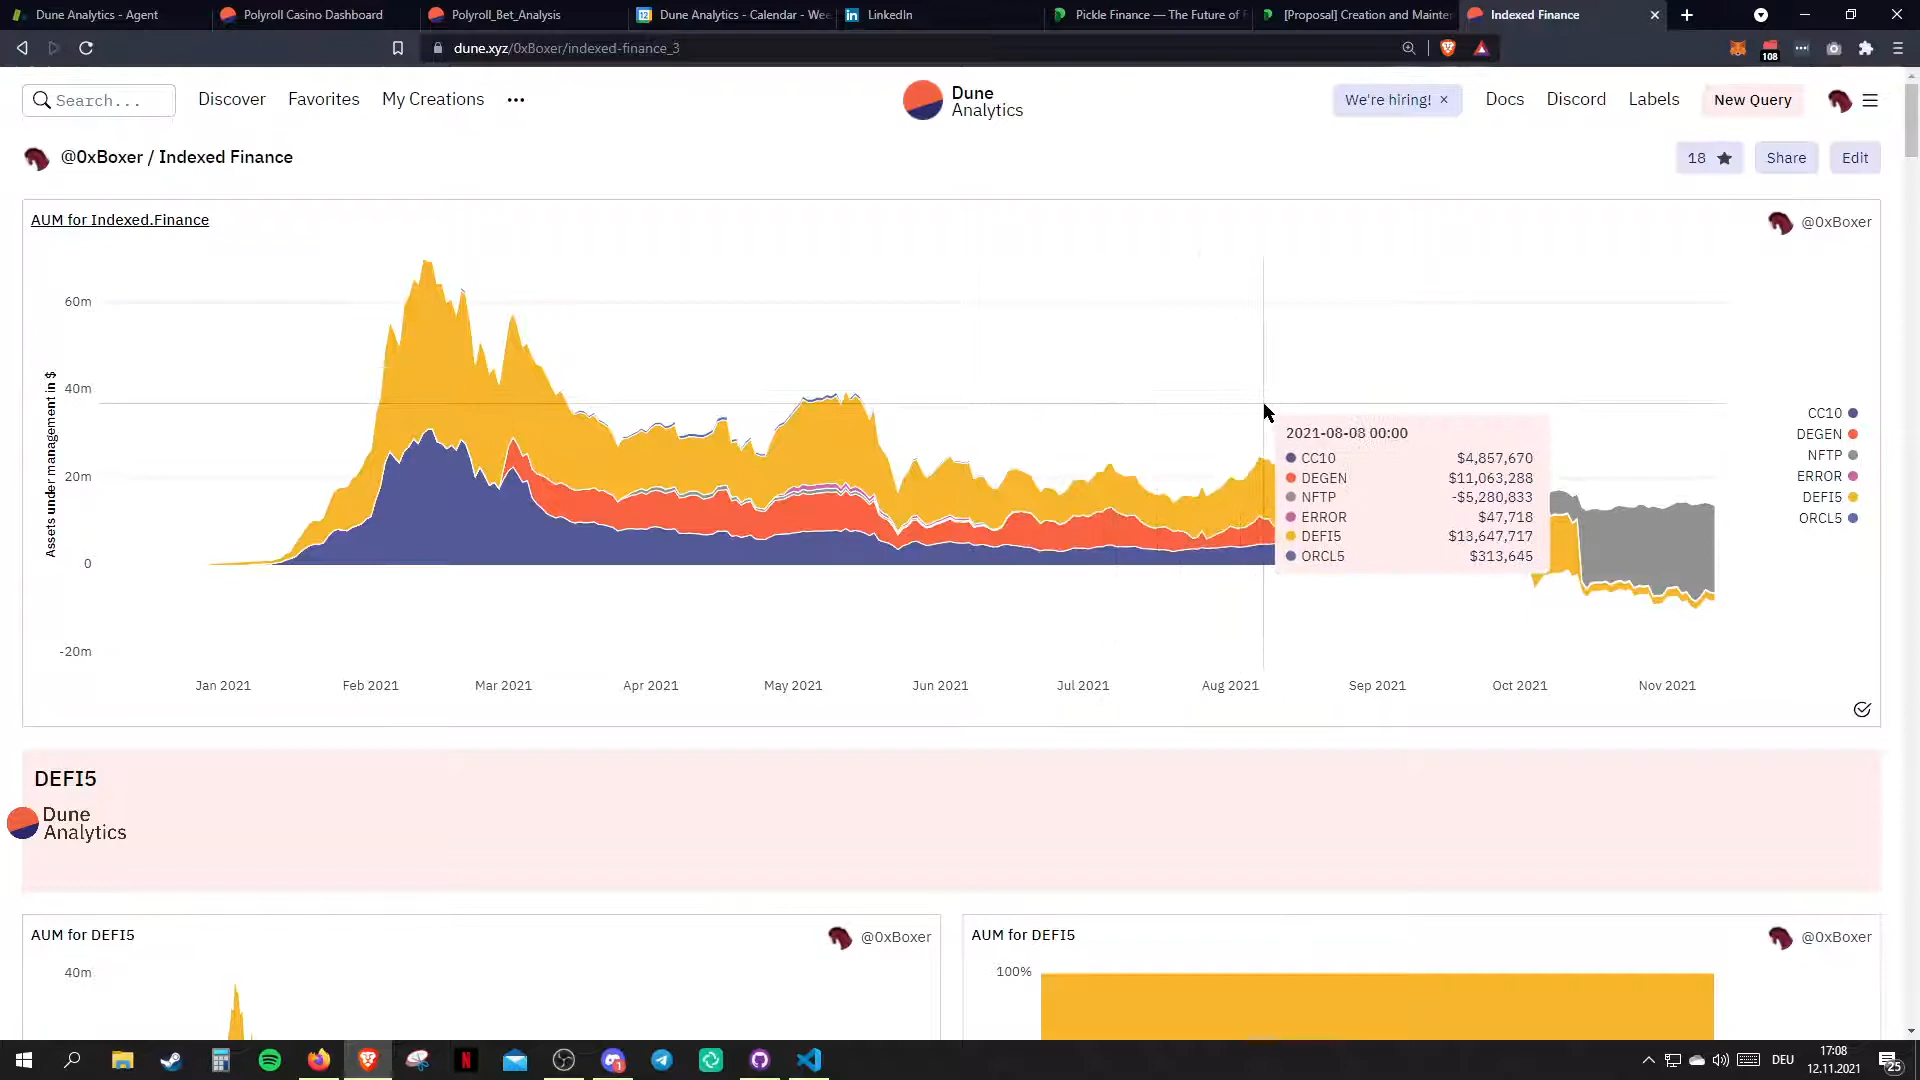 Dune Analytics - Agent
Polyroll Casino Dashboard
Polyroll_Bet_Analysis
Dune Analytics - Calendar - Wee
LinkedIn
Pickle Finance — The Future of F
[Proposal] Creation and Mainte
Indexed Finance
dune.xyz/0xBoxer/indexed-finance_3
108
Search...
Discover
Favorites
My Creations
Dune
Analytics
We're hiring! ×
Docs
Discord
Labels
New Query
@0xBoxer / Indexed Finance
18
Share
Edit
AUM for Indexed.Finance
@0xBoxer
Assets under management in $
60m
40m
20m
0
-20m
Jan 2021
Feb 2021
Mar 2021
Apr 2021
May 2021
Jun 2021
Jul 2021
Aug 2021
Sep 2021
Oct 2021
Nov 2021
2021-08-08 00:00
CC10 $4,857,670
DEGEN $11,063,288
NFTP -$5,280,833
ERROR $47,718
DEFI5 $13,647,717
ORCL5 $313,645
CC10
DEGEN
NFTP
ERROR
DEFI5
ORCL5
DEFI5
Dune
Analytics
AUM for DEFI5
@0xBoxer
40m
AUM for DEFI5
@0xBoxer
100%
DEU
17:08
12.11.2021
25